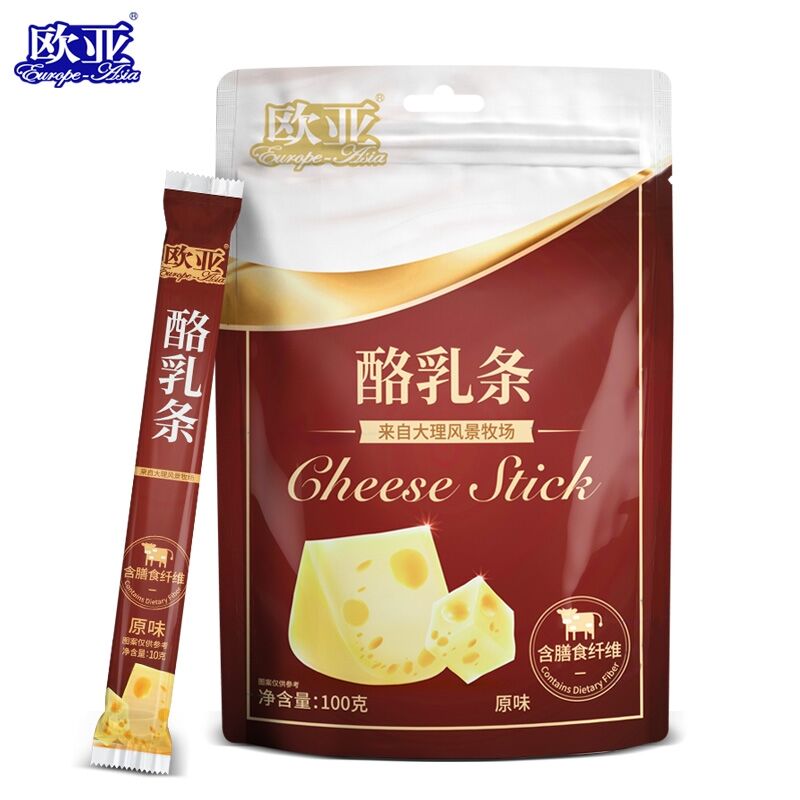 欧亚®
Europe-Asia
欧亚®
Europe-Asia
酪乳条
来自大理风景牧场
Cheese Stick
含膳食纤维
Contains Dietary Fiber
图案仅供参考
净含量:100克
原味
欧亚®
Europe-Asia
酪乳条
来自大理风景牧场
含膳食纤维
Contains Dietary Fiber
原味
图案仅供参考
净含量:10克